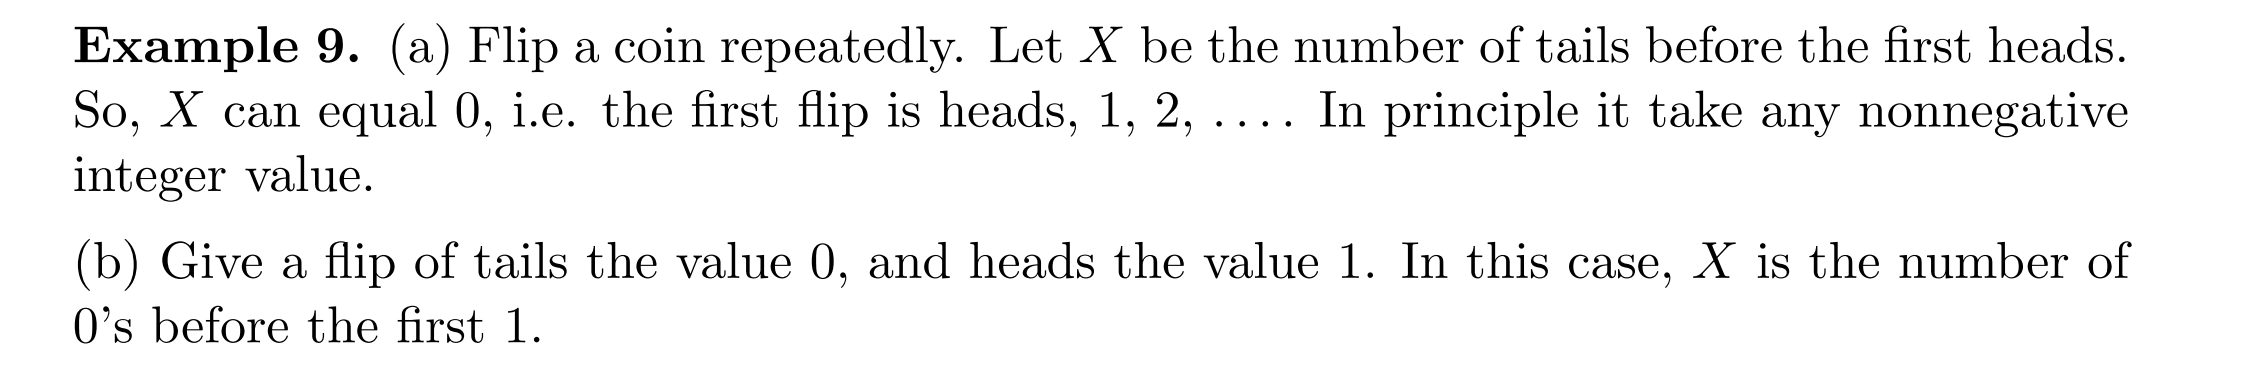 Example 9. (a) Flip a coin repeatedly. Let X be the number of tails before the first heads.
So, X can equal 0, i.e. the first flip is heads, 1, 2, .... In principle it take any nonnegative
integer value.
(b) Give a flip of tails the value 0, and heads the value 1. In this case, X is the number of
0’s before the first 1.